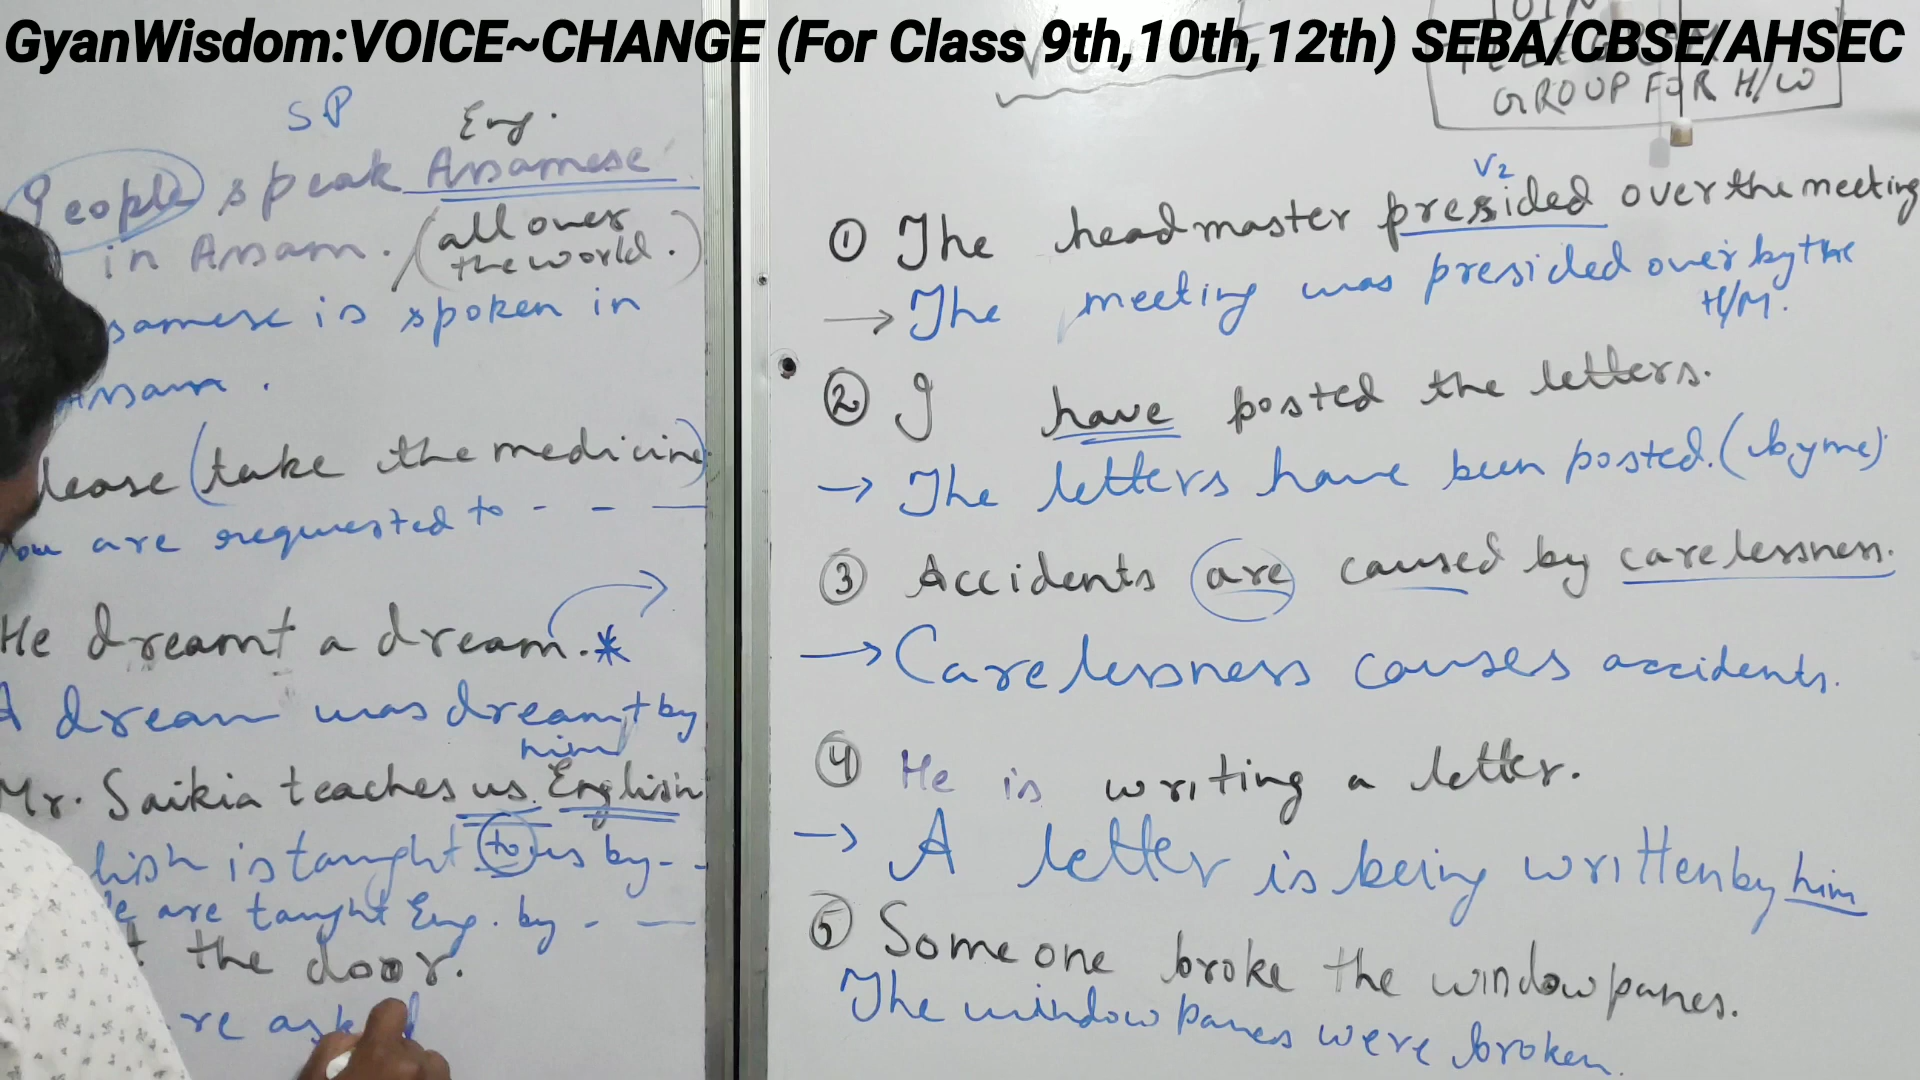 GyanWisdom:VOICE~CHANGE (For Class 9th,10th,12th) SEBA/CBSE/AHSEC
GROUP FOR H/W
SP
Eng.
People speak Assamese
in Assam. (all over
the world.)
samese is spoken in
Assam.
lease (take the medicine)
You are requested to - - —
He dreamt a dream.*
A dream was dreamt by
him
Mr. Saikia teaches us English
lish is taught to us by - -
e are taught Eng. by - —
t the door.
re asked
V2
① The headmaster presided over the meeting
→ The meeting was presided over by the
H/M.
② I have posted the letters.
→ The letters have been posted. (by me)
③ Accidents are caused by carelessness.
→ Carelessness causes accidents.
④ He is writing a letter.
→ A letter is being written by him
⑤ Someone broke the window panes.
The window panes were broken.